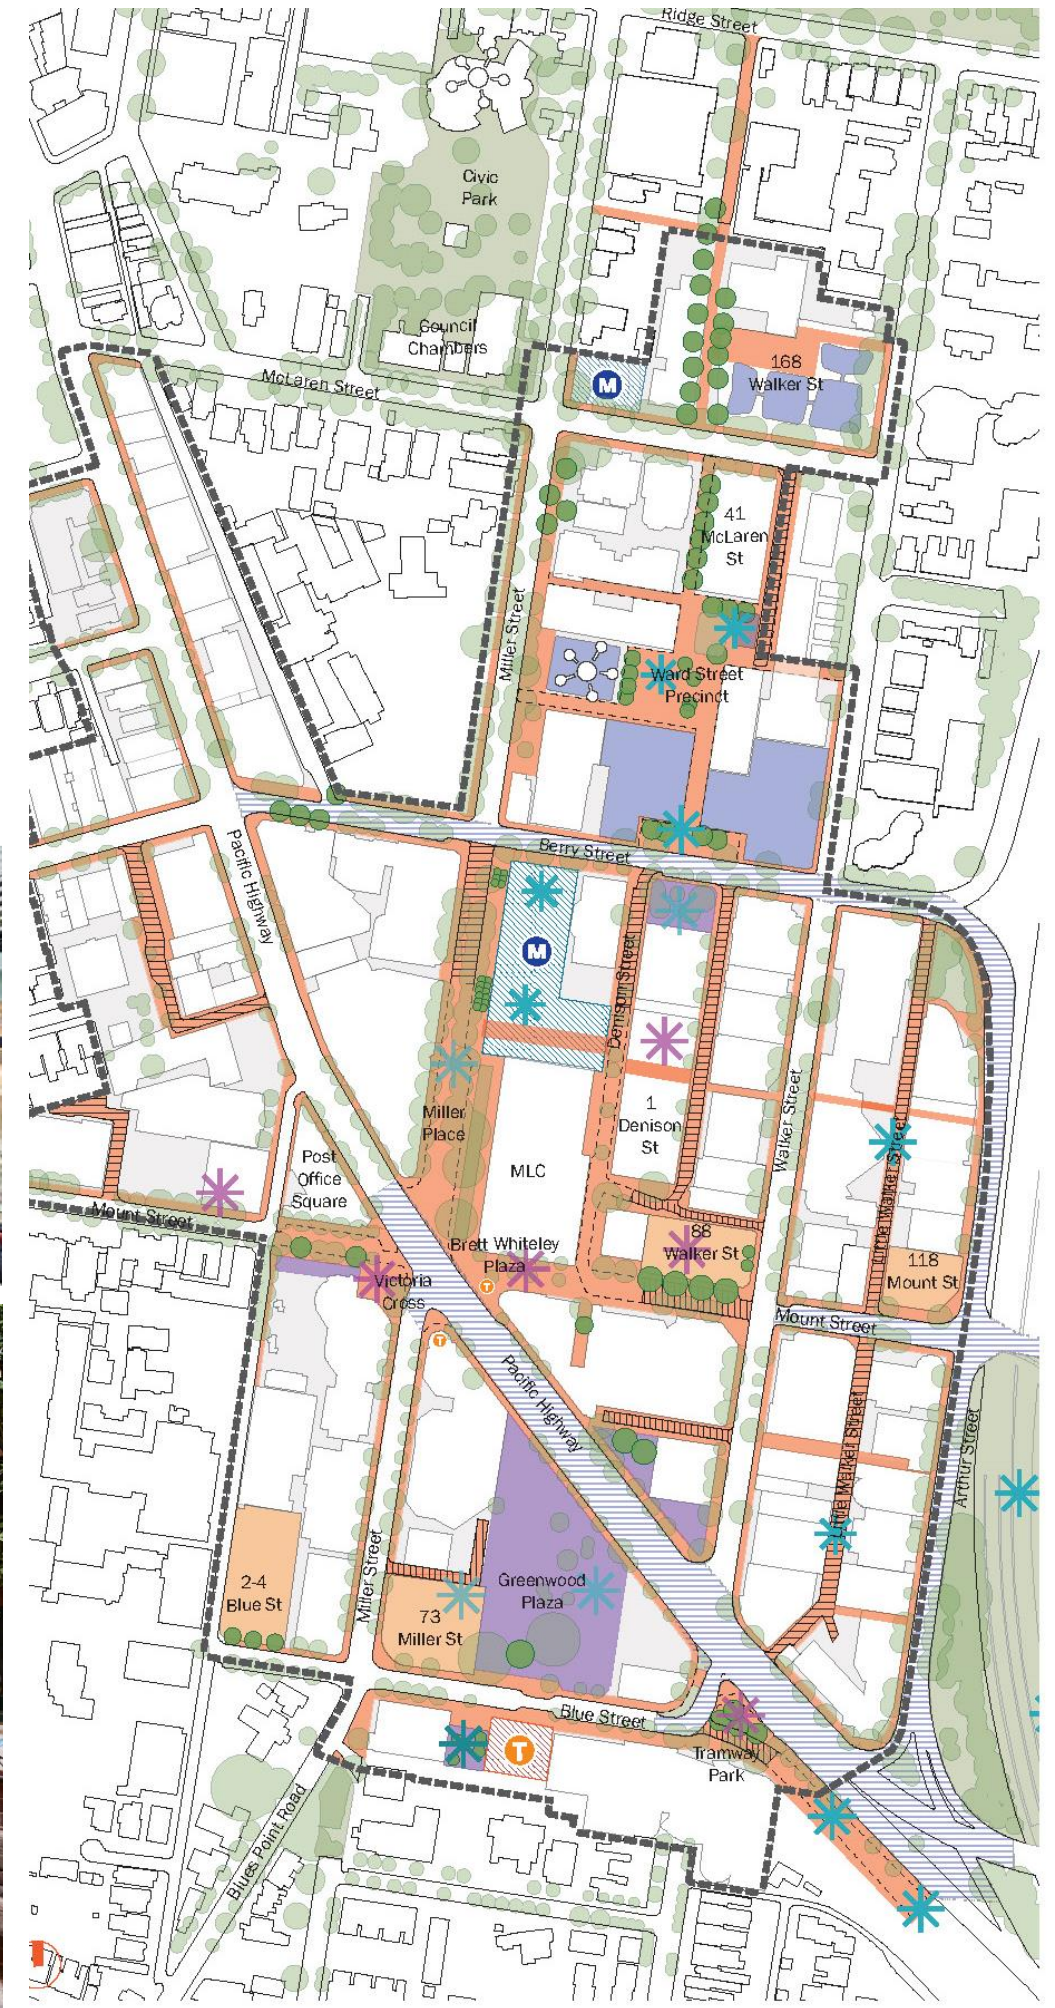 Ridge Street
Civic
Park
Council
Chambers
McLaren Street
M
168
Walker St
41
McLaren
St
Miller Street
Ward Street
Precinct
Berry Street
Pacific Highway
M
Denison Street
Miller
Place
1
Denison
St
Walker Street
Little Walker Street
MLC
Post
Office
Square
Mount Street
Brett Whiteley
Plaza
88
Walker St
118
Mount St
T
Victoria
Cross
T
Mount Street
Pacific Highway
Little Walker Street
Arthur Street
Miller Street
2-4
Blue St
73
Miller St
Greenwood
Plaza
Blue Street
T
Tramway
Park
Blues Point Road